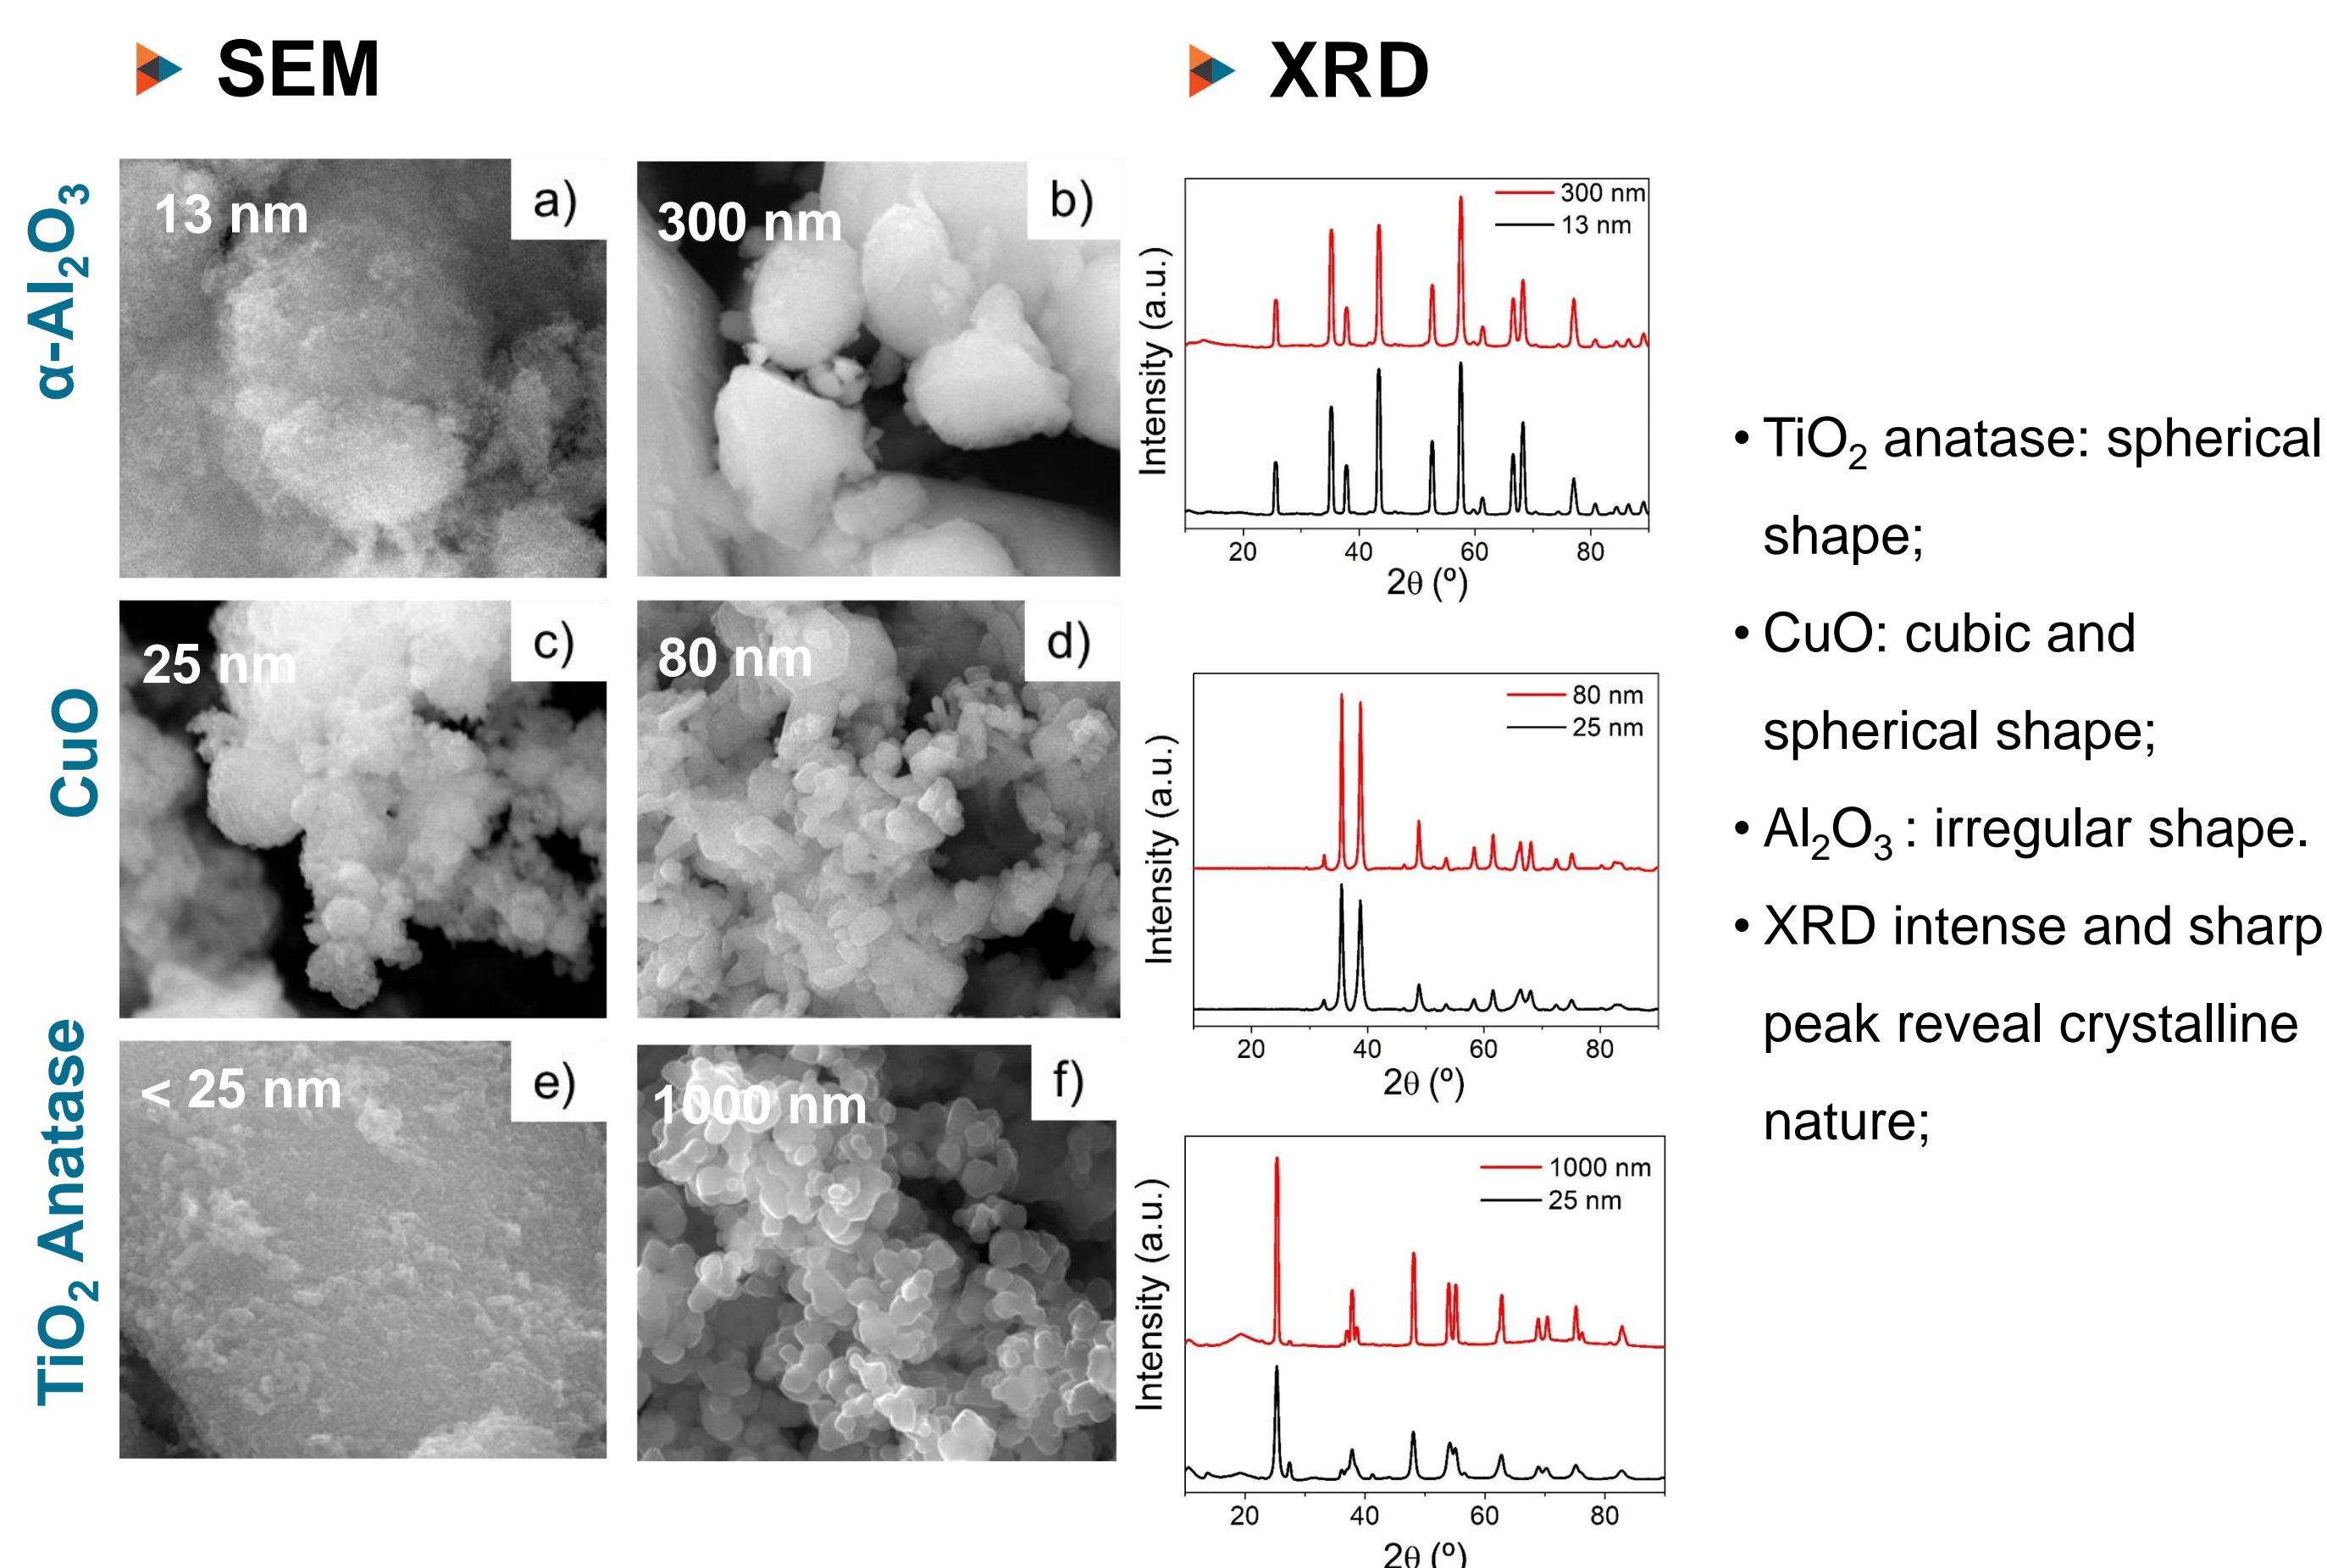 SEM
XRD
α-Al₂O₃
13 nm
a)
300 nm
b)
Intensity (a.u.)
300 nm
13 nm
20 40 60 80
2θ (º)
CuO
25 nm
c)
80 nm
d)
Intensity (a.u.)
80 nm
25 nm
20 40 60 80
2θ (º)
TiO₂ Anatase
< 25 nm
e)
1000 nm
f)
Intensity (a.u.)
1000 nm
25 nm
20 40 60 80
2θ (º)
• TiO₂ anatase: spherical
shape;
• CuO: cubic and
spherical shape;
• Al₂O₃ : irregular shape.
• XRD intense and sharp
peak reveal crystalline
nature;